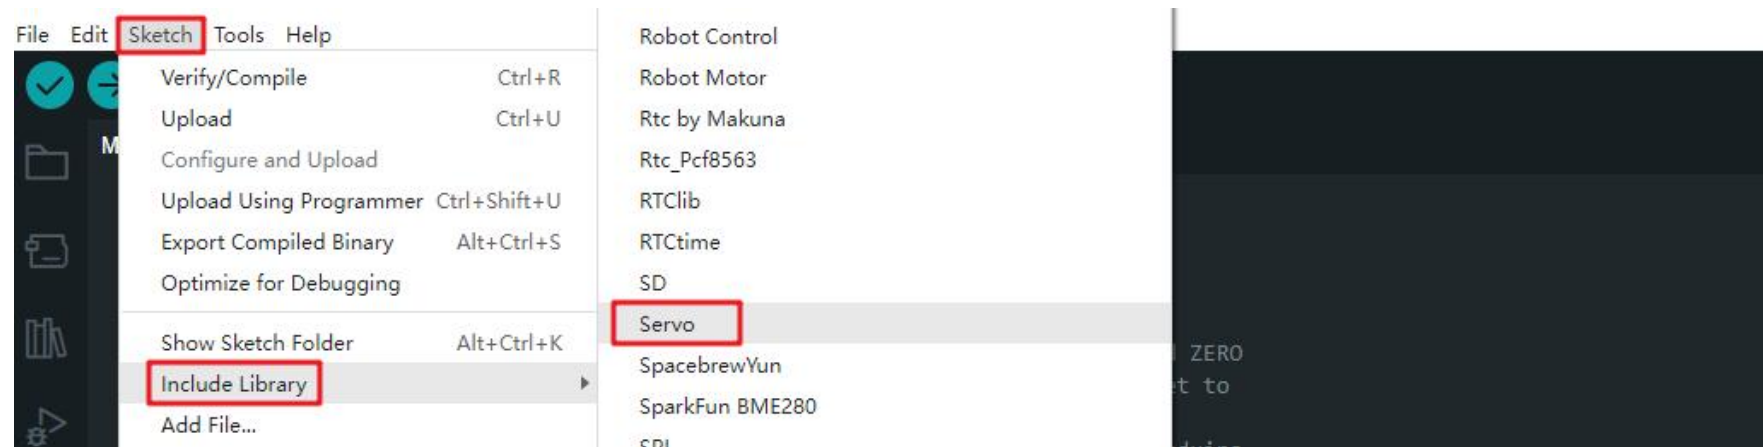 File Edit Sketch Tools Help
Verify/Compile Ctrl+R
Upload Ctrl+U
Configure and Upload
Upload Using Programmer Ctrl+Shift+U
Export Compiled Binary Alt+Ctrl+S
Optimize for Debugging
Show Sketch Folder Alt+Ctrl+K
Include Library
Add File...
Robot Control
Robot Motor
Rtc by Makuna
Rtc_Pcf8563
RTClib
RTCtime
SD
Servo
SpacebrewYun
SparkFun BME280
M
ZERO
to